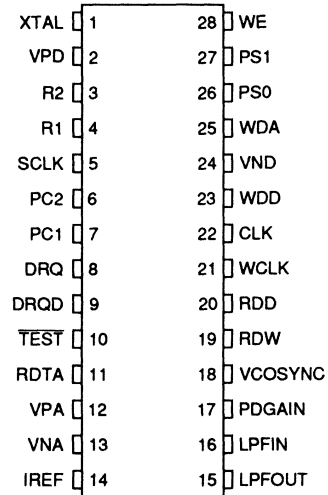 XTAL 1 28 WE
VPD 2 27 PS1
R2 3 26 PS0
R1 4 25 WDA
SCLK 5 24 VND
PC2 6 23 WDD
PC1 7 22 CLK
DRQ 8 21 WCLK
DRQD 9 20 RDD
TEST 10 19 RDW
RDTA 11 18 VCOSYNC
VPA 12 17 PDGAIN
VNA 13 16 LPFIN
IREF 14 15 LPFOUT